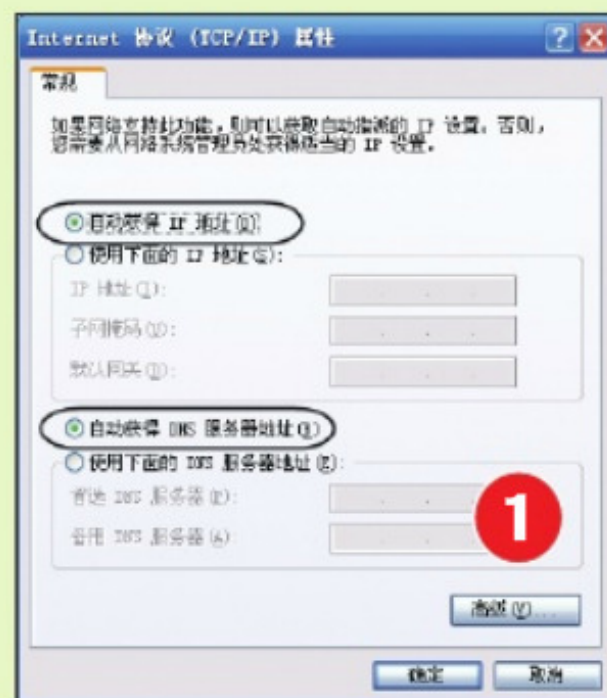 Internet 协议 (TCP/IP) 属性
常规
如果网络支持此功能，则可以获取自动指派的 IP 设置。否则，
您需要从网络系统管理员处获得适当的 IP 设置。
自动获得 IP 地址(O)
使用下面的 IP 地址(S):
IP 地址(I):
子网掩码(U):
默认网关(D):
自动获得 DNS 服务器地址(B)
使用下面的 DNS 服务器地址(E):
首选 DNS 服务器(P):
备用 DNS 服务器(A):
1
高级(V)...
确定
取消